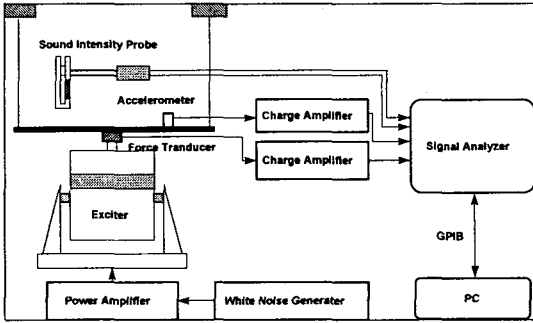 Sound Intensity Probe
Accelerometer
Charge Amplifier
Force Tranducer
Charge Amplifier
Signal Analyzer
Exciter
GPIB
Power Amplifier
White Noise Generater
PC